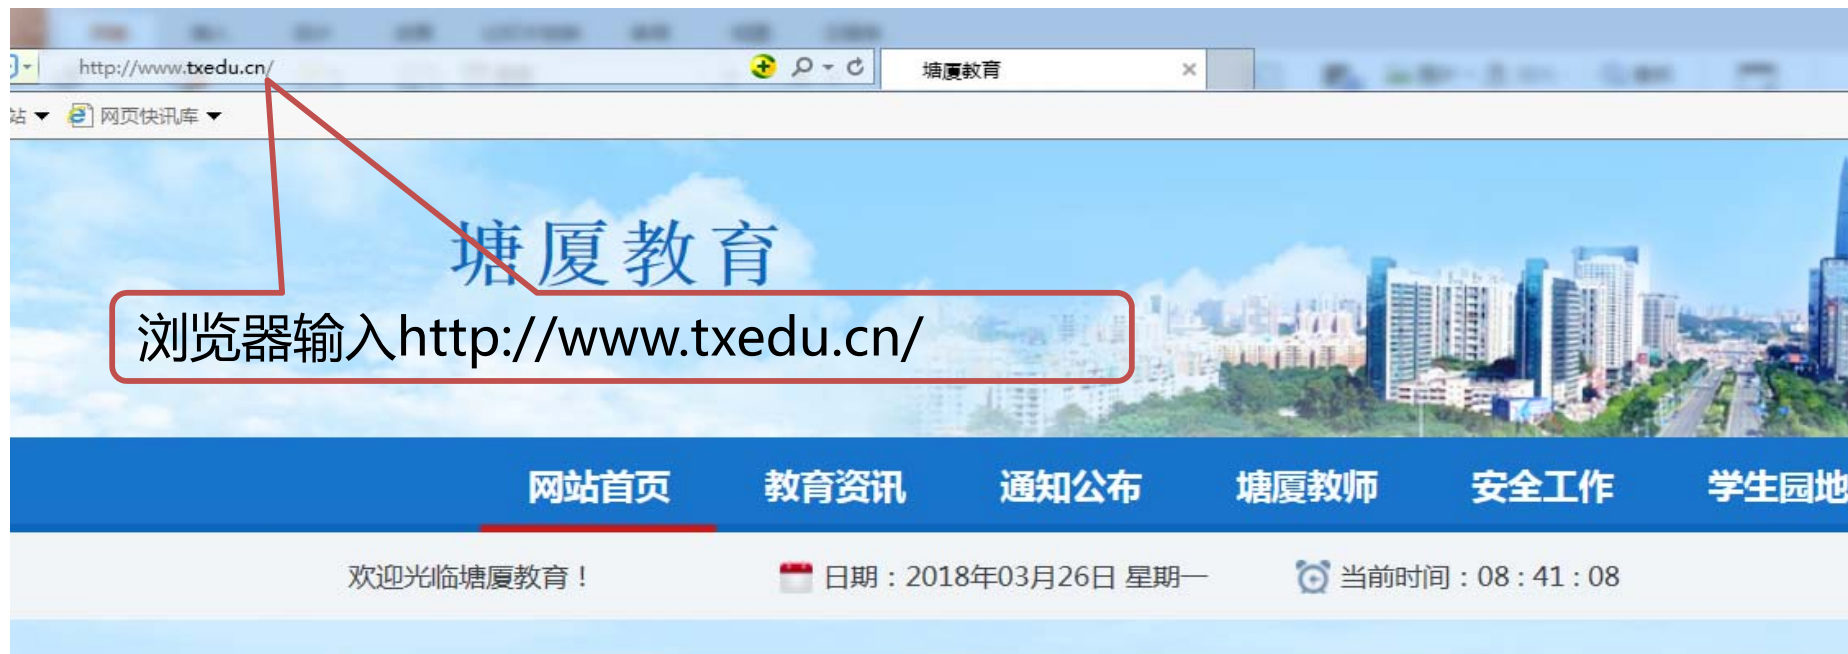 http://www.txedu.cn/
塘厦教育
站
网页快讯库
塘厦教育
浏览器输入http://www.txedu.cn/
网站首页 教育资讯 通知公布 塘厦教师 安全工作 学生园地
欢迎光临塘厦教育！ 日期：2018年03月26日 星期一 当前时间：08：41：08